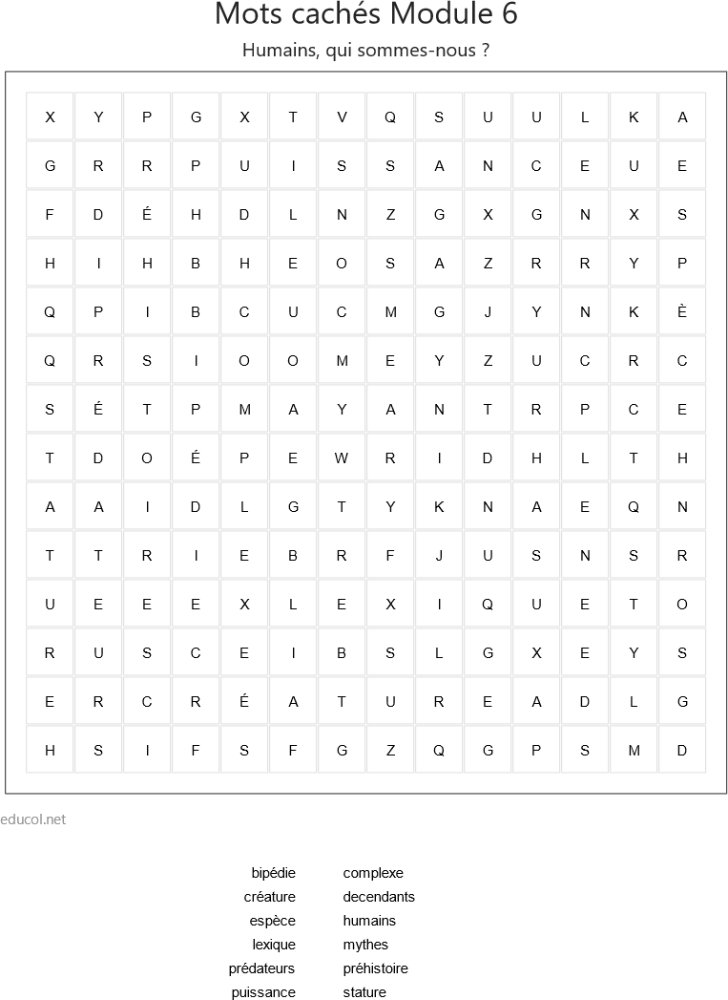 Mots cachés Module 6
Humains, qui sommes-nous ?
X Y P G X T V Q S U U L K A
G R R P U I S S A N C E U E
F D É H D L N Z G X G N X S
H I H B H E O S A Z R R Y P
Q P I B C U C M G J Y N K È
Q R S I O O M E Y Z U C R C
S É T P M A Y A N T R P C E
T D O É P E W R I D H L T H
A A I D L G T Y K N A E Q N
T T R I E B R F J U S N S R
U E E E X L E X I Q U E T O
R U S C E I B S L G X E Y S
E R C R É A T U R E A D L G
H S I F S F G Z Q G P S M D
educol.net
bipédie complexe
créature decendants
espèce humains
lexique mythes
prédateurs préhistoire
puissance stature